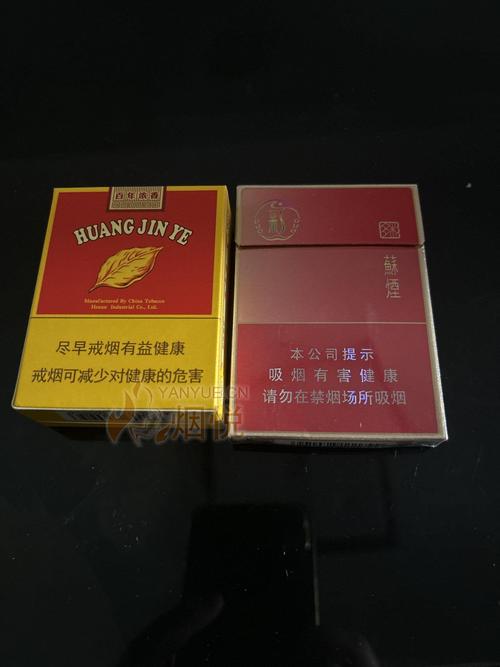 百年浓香
HUANG JIN YE
Manufactured By China Tobacco
Henan Industrial Co., Ltd.
尽早戒烟有益健康
戒烟可减少对健康的危害
彩
蘇煙
本公司提示
吸烟有害健康
请勿在禁烟场所吸烟
YANYUE.CN
烟悦